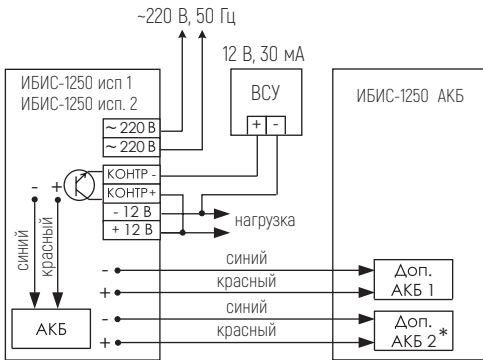 ~220 В, 50 Гц
12 В, 30 мА
ИБИС-1250 исп 1
ИБИС-1250 исп. 2
ВСУ
+ -
ИБИС-1250 АКБ
~ 220 В
~ 220 В
КОНТР -
КОНТР+
- 12 В
+ 12 В
нагрузка
- +
синий
красный
АКБ
- синий
+ красный
- синий
+ красный
Доп.
АКБ 1
Доп.
АКБ 2*